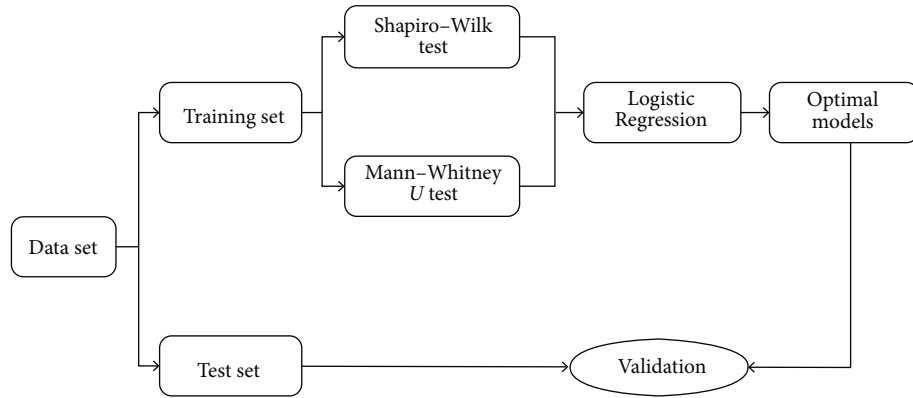 Shapiro–Wilk
test
Training set
Logistic
Regression
Optimal
models
Mann–Whitney
U test
Data set
Test set
Validation